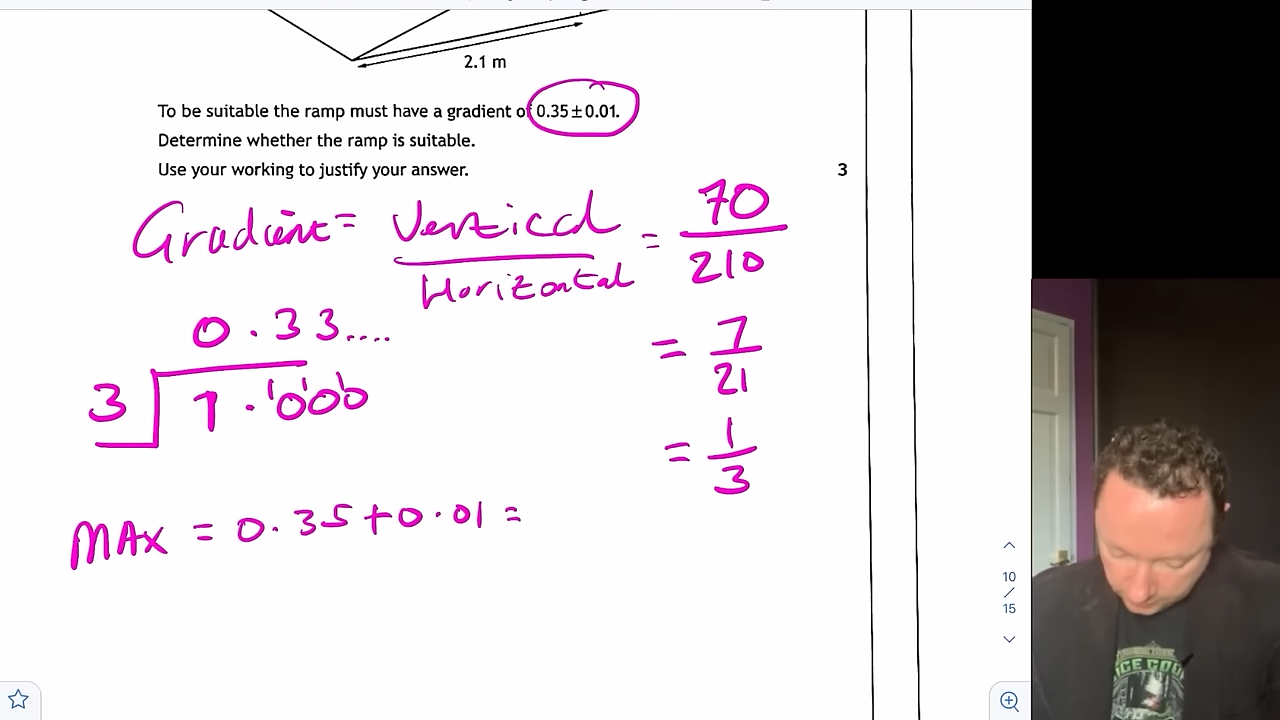 2.1 m
To be suitable the ramp must have a gradient of 0.35±0.01.
Determine whether the ramp is suitable.
Use your working to justify your answer.
3
Gradient = Vertical / Horizontal = 70 / 210
= 7 / 21
= 1 / 3
0.33....
3 1.¹0¹0¹0
MAX = 0.35+0.01 =
10
/
15
ICE